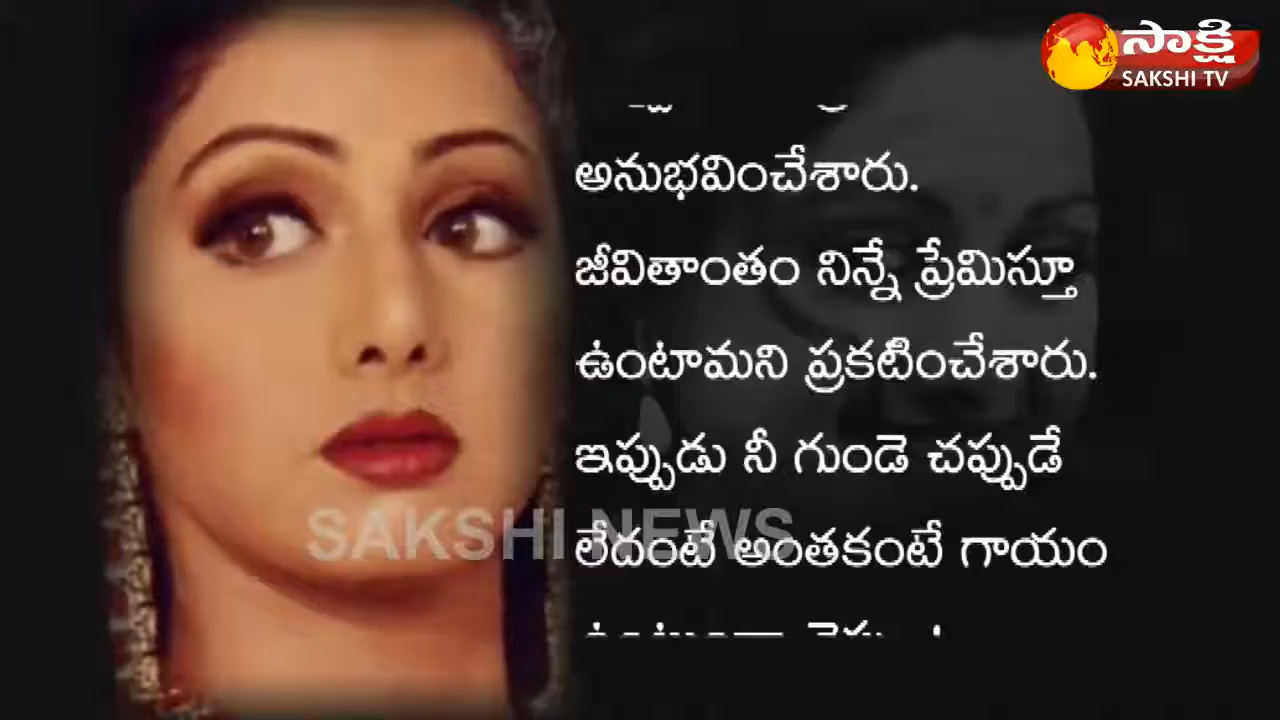 సాక్షి
SAKSHI TV
అనుభవించేశారు.
జీవితాంతం నిన్నే ప్రేమిస్తూ
ఉంటామని ప్రకటించేశారు.
ఇప్పుడు నీ గుండె చప్పుడే
లేదంటే అంతకంటే గాయం
SAKSHI NEWS